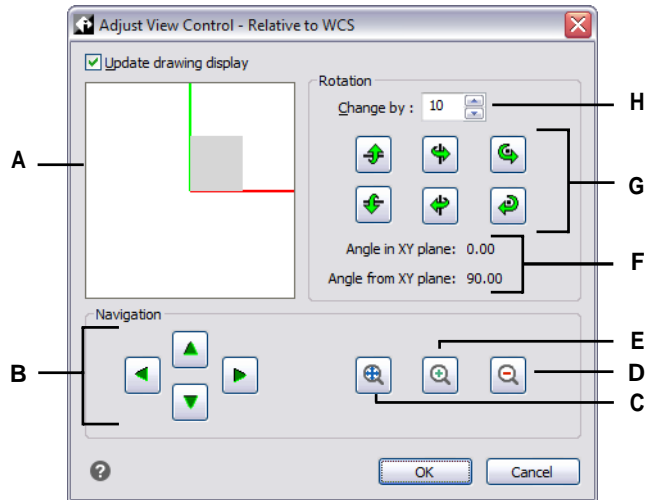 Adjust View Control - Relative to WCS
Update drawing display
Rotation
Change by : 10
H
A
G
Angle in XY plane: 0.00
F
Angle from XY plane: 90.00
Navigation
E
B
D
C
OK Cancel